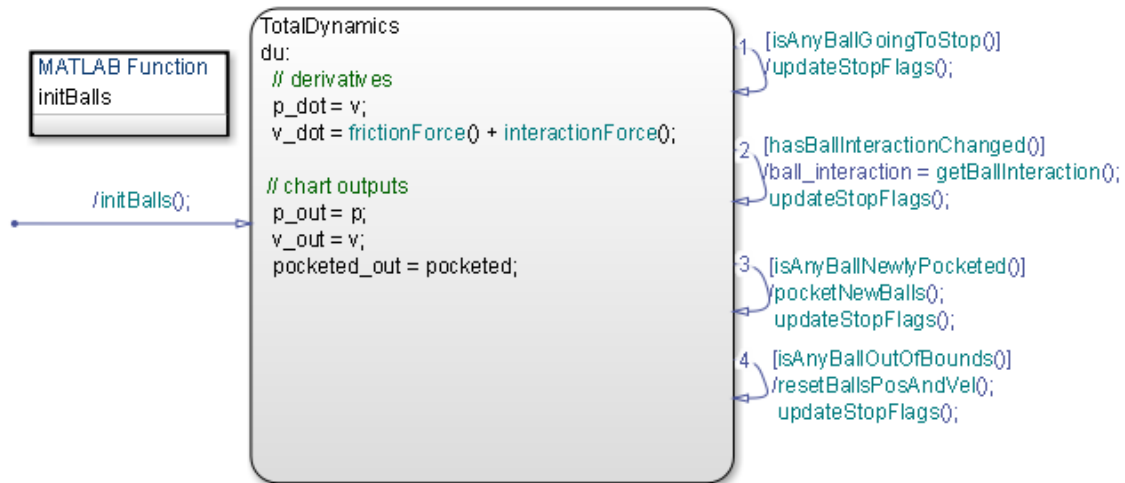 MATLAB Function
initBalls
/initBalls();
TotalDynamics
du:
// derivatives
p_dot = v;
v_dot = frictionForce() + interactionForce();
// chart outputs
p_out = p;
v_out = v;
pocketed_out = pocketed;
1
[isAnyBallGoingToStop()]
/updateStopFlags();
2
[hasBallInteractionChanged()]
/ball_interaction = getBallInteraction();
updateStopFlags();
3
[isAnyBallNewlyPocketed()]
/pocketNewBalls();
updateStopFlags();
4
[isAnyBallOutOfBounds()]
/resetBallsPosAndVel();
updateStopFlags();